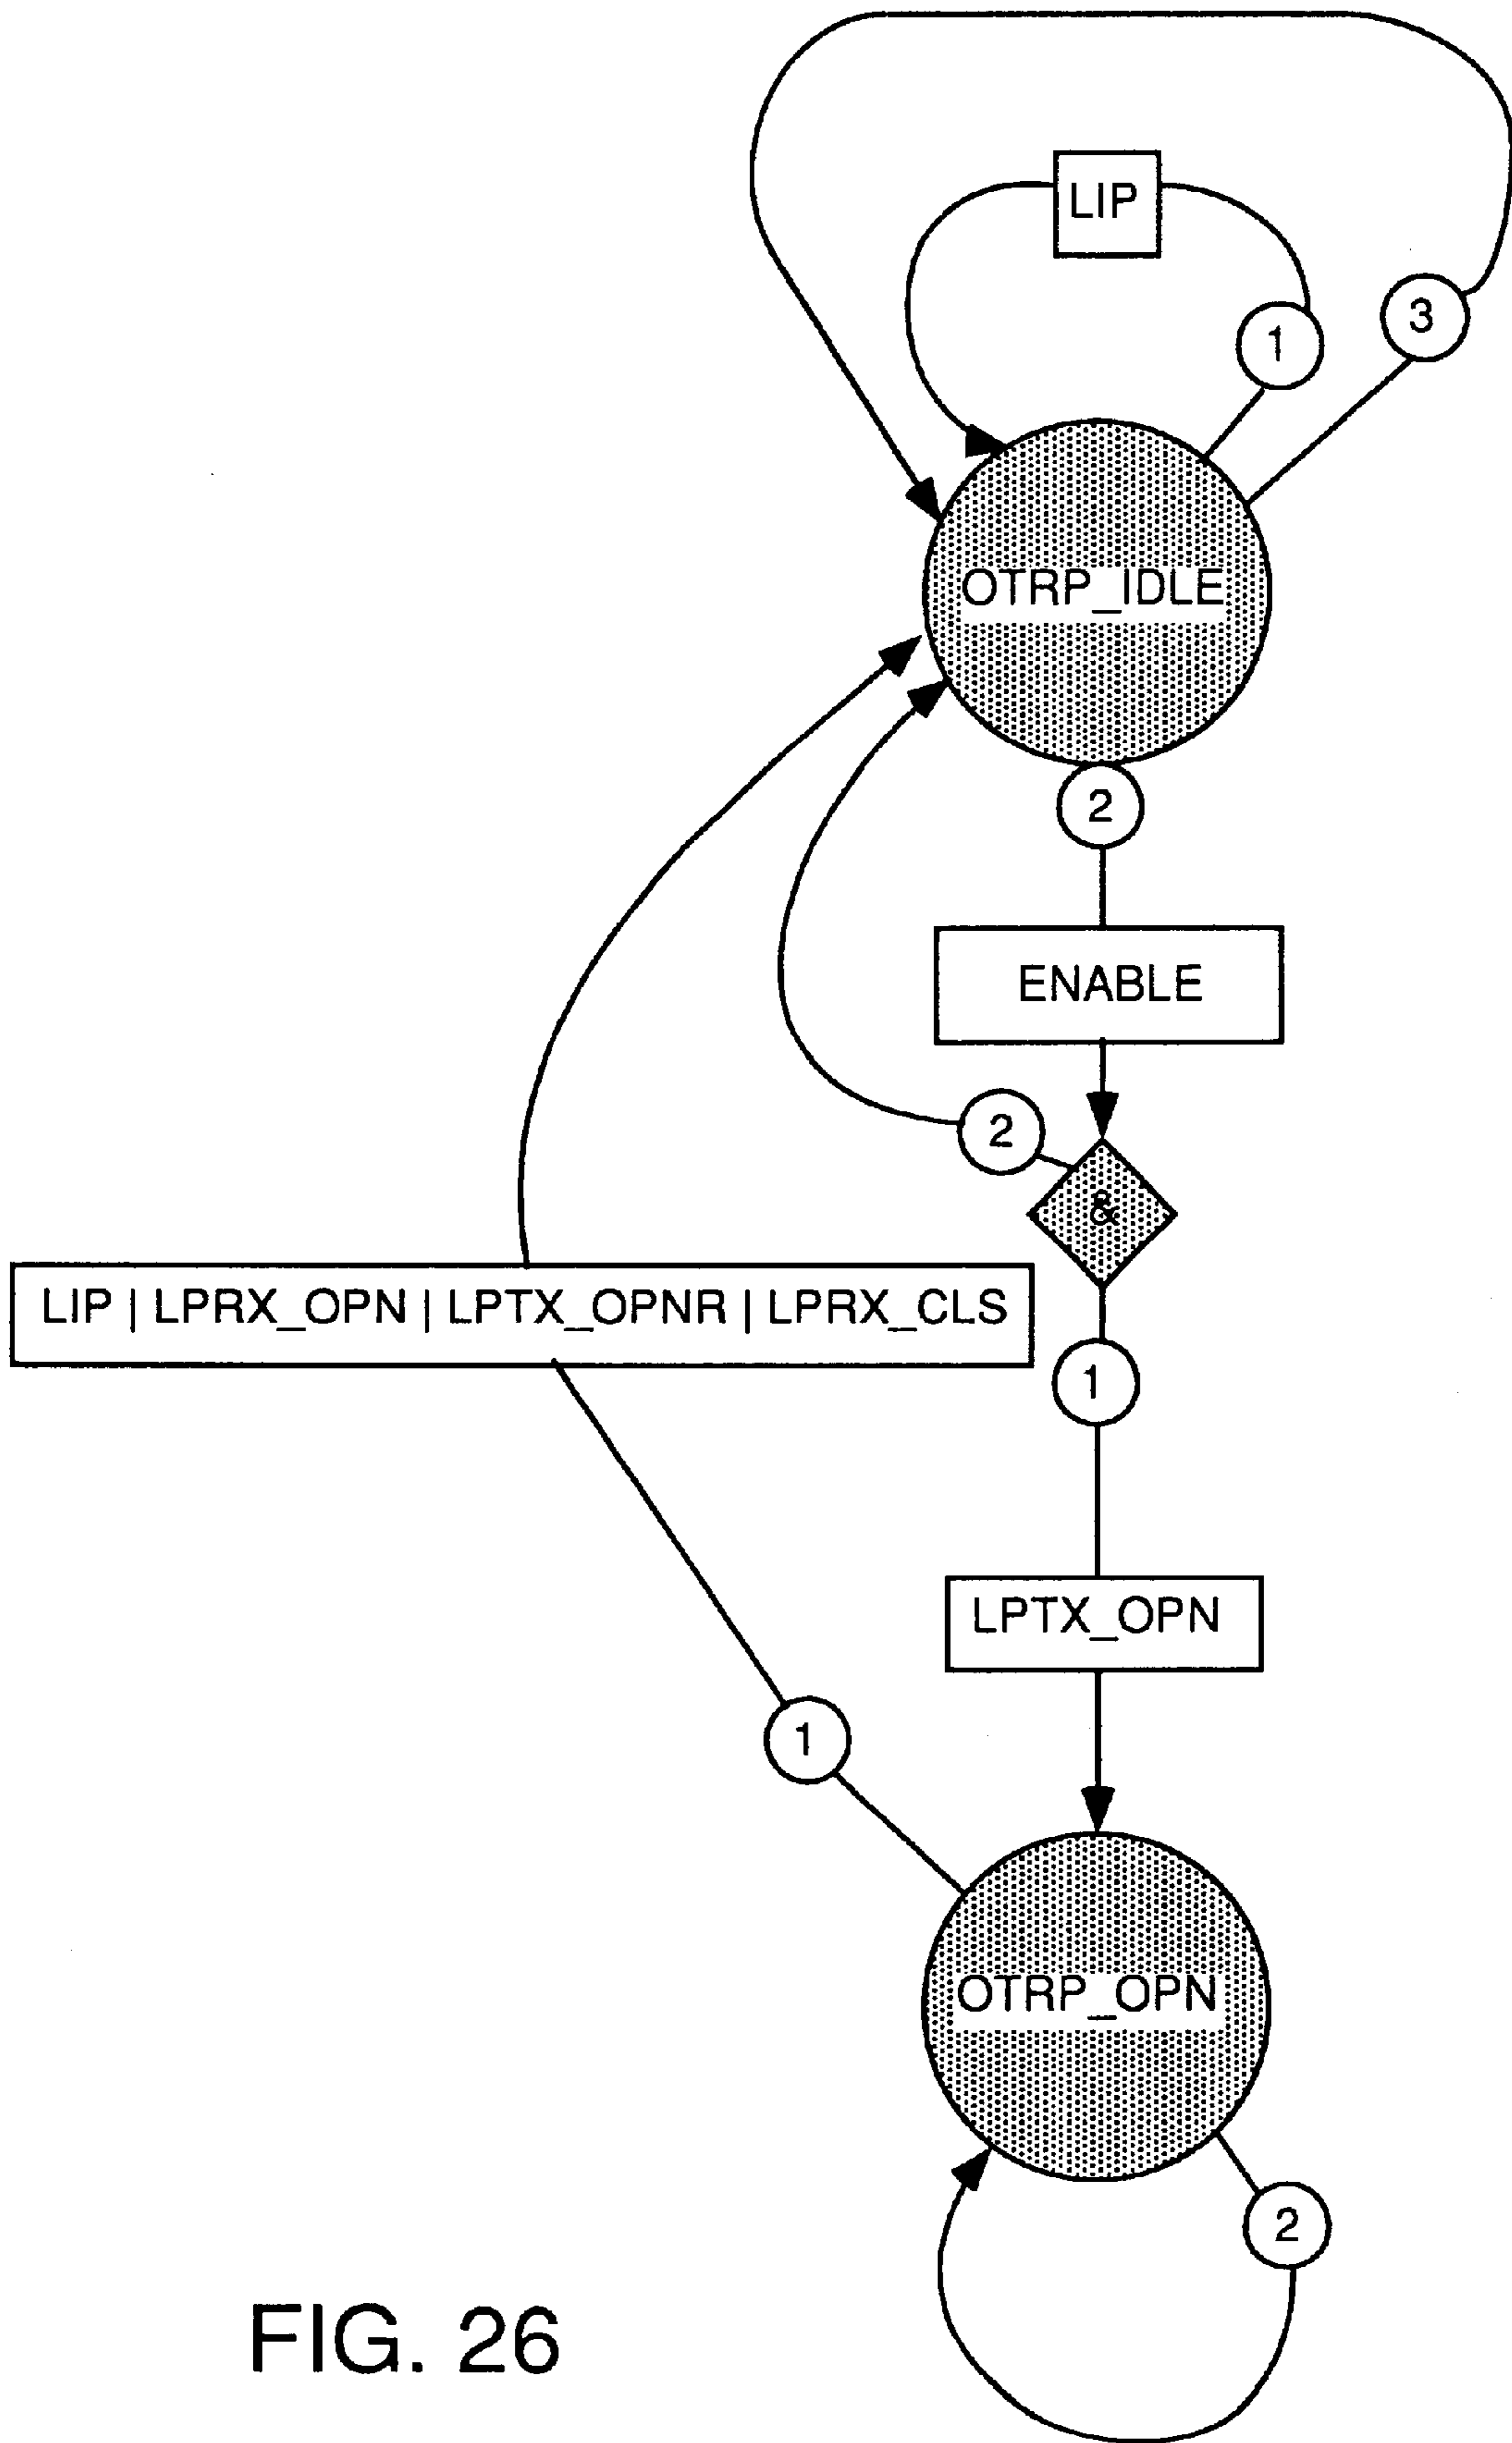 LIP
3
1
OTRP_IDLE
2
ENABLE
2
&
LIP | LPRX_OPN | LPTX_OPNR | LPRX_CLS
1
LPTX_OPN
1
OTRP_OPN
2
FIG. 26